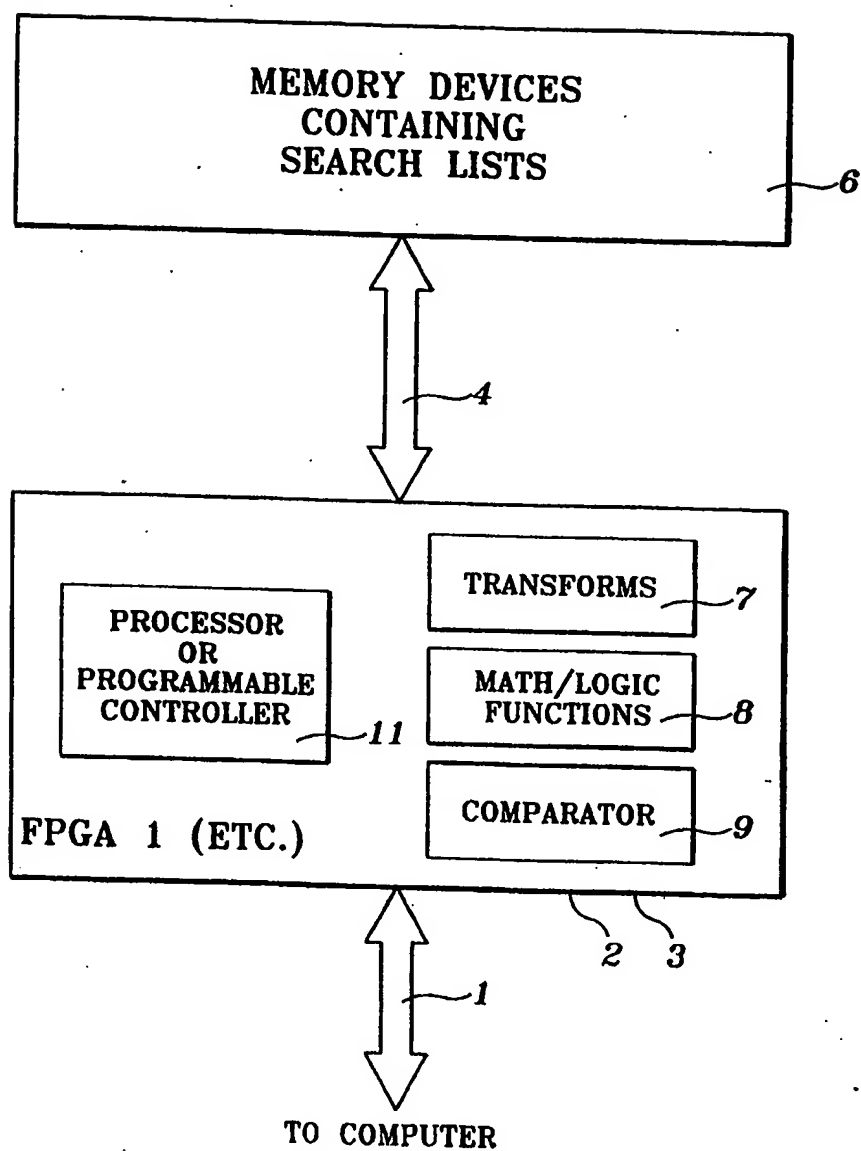 MEMORY DEVICES
CONTAINING
SEARCH LISTS
6
4
TRANSFORMS
7
PROCESSOR
OR
PROGRAMMABLE
CONTROLLER
11
MATH/LOGIC
FUNCTIONS
8
COMPARATOR
9
FPGA 1 (ETC.)
2
3
1
TO COMPUTER